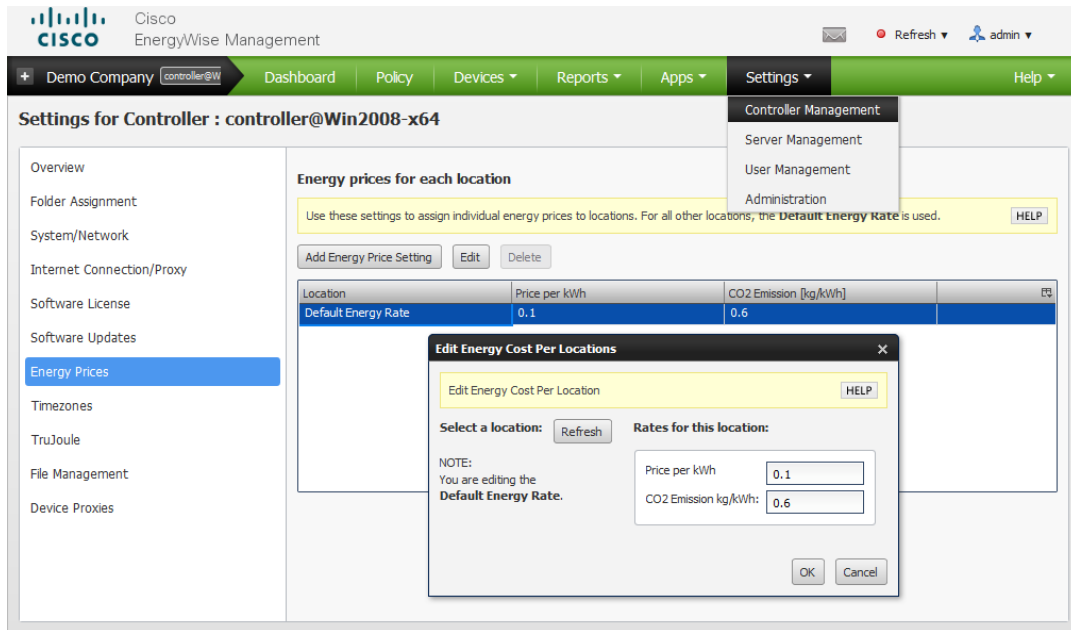 Cisco
EnergyWise Management
CISCO
Refresh ▾ admin ▾
+ Demo Company controller@W Dashboard Policy Devices ▾ Reports ▾ Apps ▾ Settings ▾ Help ▾
Controller Management
Server Management
User Management
Administration
Settings for Controller : controller@Win2008-x64
Overview
Folder Assignment
System/Network
Internet Connection/Proxy
Software License
Software Updates
Energy Prices
Timezones
TruJoule
File Management
Device Proxies
Energy prices for each location
Use these settings to assign individual energy prices to locations. For all other locations, the Default Energy Rate is used. HELP
Add Energy Price Setting Edit Delete
Location Price per kWh CO2 Emission [kg/kWh]
Default Energy Rate 0.1 0.6
Edit Energy Cost Per Locations ×
Edit Energy Cost Per Location HELP
Select a location: Refresh
NOTE:
You are editing the
Default Energy Rate.
Rates for this location:
Price per kWh 0.1
CO2 Emission kg/kWh: 0.6
OK Cancel